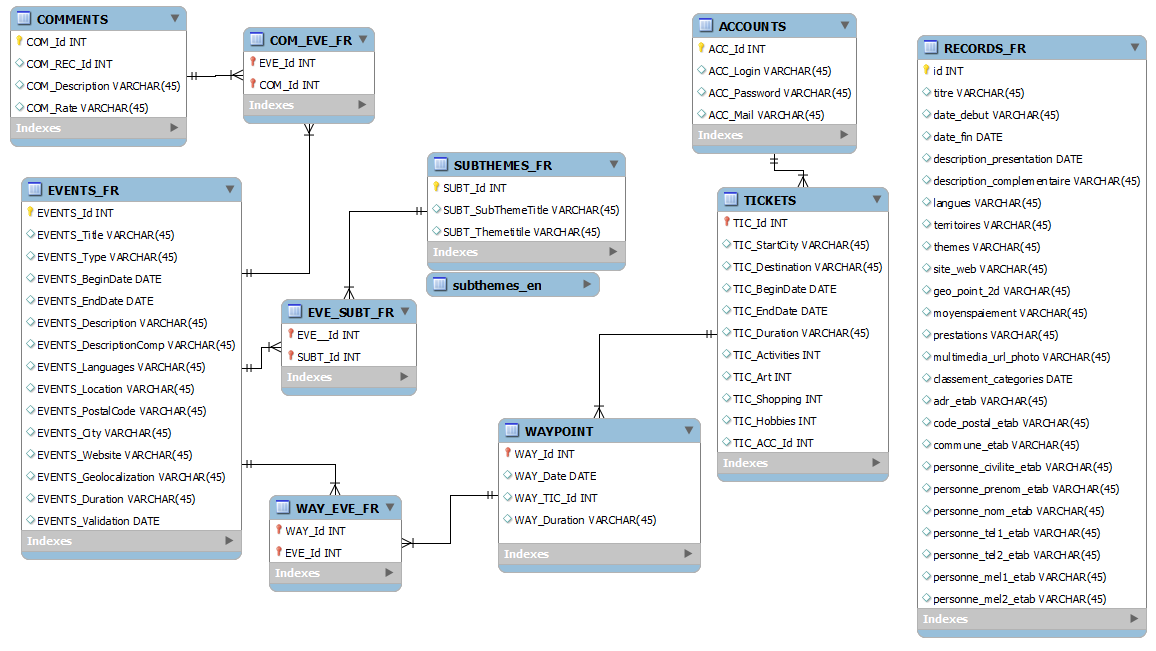 COMMENTS
COM_Id INT
COM_REC_Id INT
COM_Description VARCHAR(45)
COM_Rate VARCHAR(45)
Indexes
COM_EVE_FR
EVE_Id INT
COM_Id INT
Indexes
EVENTS_FR
EVENTS_Id INT
EVENTS_Title VARCHAR(45)
EVENTS_Type VARCHAR(45)
EVENTS_BeginDate DATE
EVENTS_EndDate DATE
EVENTS_Description VARCHAR(45)
EVENTS_DescriptionComp VARCHAR(45)
EVENTS_Languages VARCHAR(45)
EVENTS_Location VARCHAR(45)
EVENTS_PostalCode VARCHAR(45)
EVENTS_City VARCHAR(45)
EVENTS_Website VARCHAR(45)
EVENTS_Geolocalization VARCHAR(45)
EVENTS_Duration VARCHAR(45)
EVENTS_Validation DATE
Indexes
SUBTHEMES_FR
SUBT_Id INT
SUBT_SubThemeTitle VARCHAR(45)
SUBT_Themetitile VARCHAR(45)
Indexes
subthemes_en
EVE_SUBT_FR
EVE__Id INT
SUBT_Id INT
Indexes
WAY_EVE_FR
WAY_Id INT
EVE_Id INT
Indexes
WAYPOINT
WAY_Id INT
WAY_Date DATE
WAY_TIC_Id INT
WAY_Duration VARCHAR(45)
Indexes
ACCOUNTS
ACC_Id INT
ACC_Login VARCHAR(45)
ACC_Password VARCHAR(45)
ACC_Mail VARCHAR(45)
Indexes
TICKETS
TIC_Id INT
TIC_StartCity VARCHAR(45)
TIC_Destination VARCHAR(45)
TIC_BeginDate DATE
TIC_EndDate DATE
TIC_Duration VARCHAR(45)
TIC_Activities INT
TIC_Art INT
TIC_Shopping INT
TIC_Hobbies INT
TIC_ACC_Id INT
Indexes
RECORDS_FR
id INT
titre VARCHAR(45)
date_debut VARCHAR(45)
date_fin DATE
description_presentation DATE
description_complementaire VARCHAR(45)
langues VARCHAR(45)
territoires VARCHAR(45)
themes VARCHAR(45)
site_web VARCHAR(45)
geo_point_2d VARCHAR(45)
moyenspaiement VARCHAR(45)
prestations VARCHAR(45)
multimedia_url_photo VARCHAR(45)
classement_categories DATE
adr_etab VARCHAR(45)
code_postal_etab VARCHAR(45)
commune_etab VARCHAR(45)
personne_civilite_etab VARCHAR(45)
personne_prenom_etab VARCHAR(45)
personne_nom_etab VARCHAR(45)
personne_tel1_etab VARCHAR(45)
personne_tel2_etab VARCHAR(45)
personne_mel1_etab VARCHAR(45)
personne_mel2_etab VARCHAR(45)
Indexes